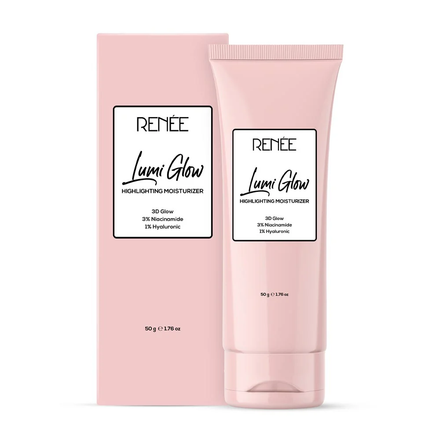 RENÉE
Lumi Glow
HIGHLIGHTING MOISTURIZER
3D Glow
3% Niacinamide
1% Hyaluronic
50 g ℮ 1.76 oz
RENÉE
Lumi Glow
HIGHLIGHTING MOISTURIZER
3D Glow
3% Niacinamide
1% Hyaluronic
50 g ℮ 1.76 oz